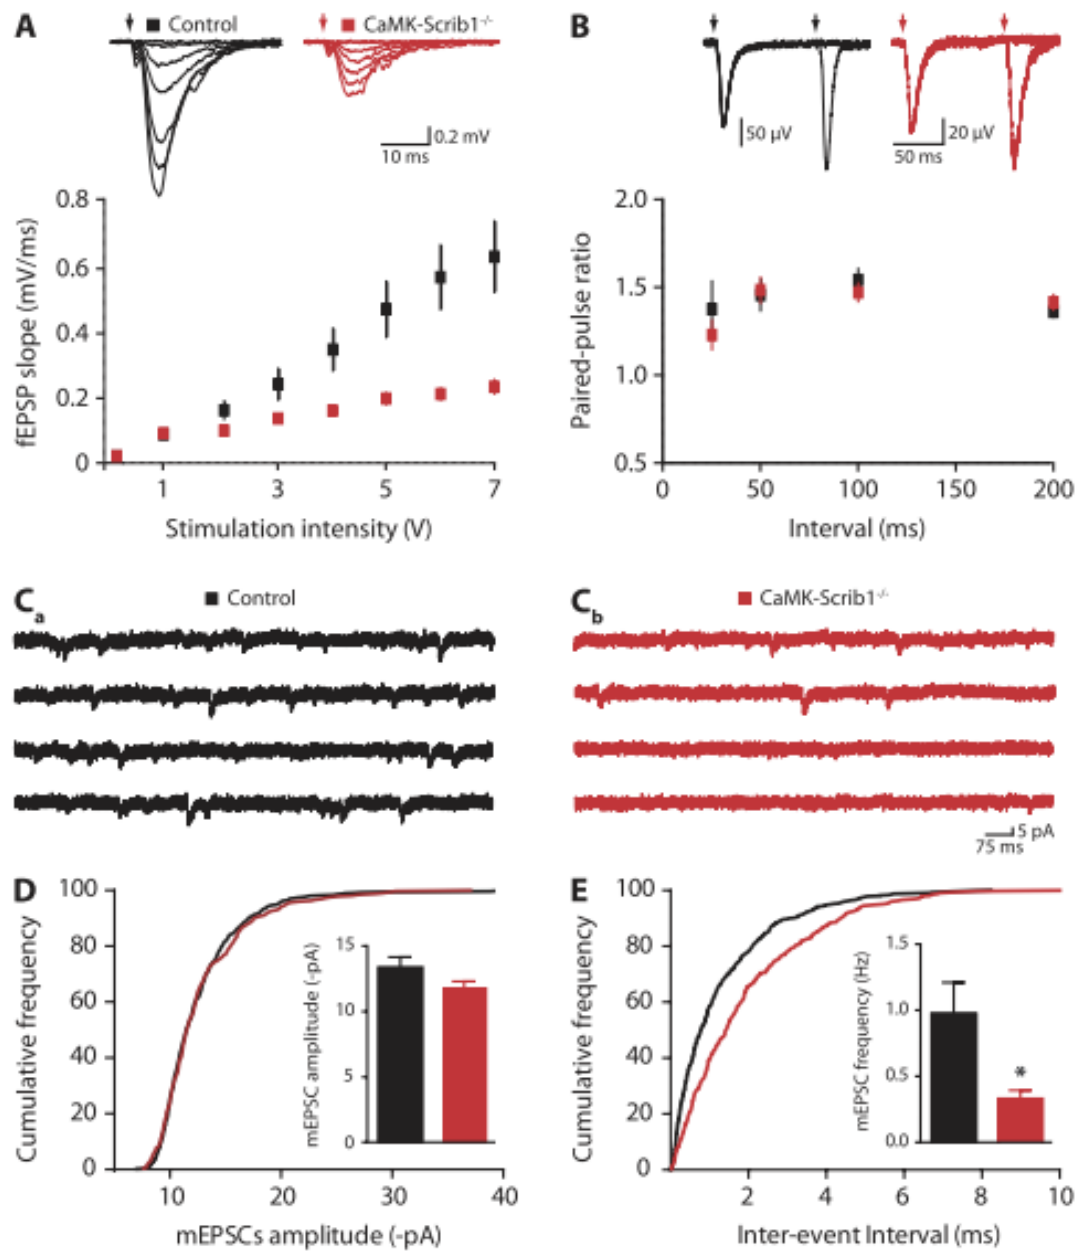 A
Control
CaMK-Scrib1-/-
0.2 mV
10 ms
0.8
0.6
0.4
0.2
0
fEPSP slope (mV/ms)
1
3
5
7
Stimulation intensity (V)
B
50 µV
20 µV
50 ms
2.0
1.5
1.0
0.5
Paired-pulse ratio
0
50
100
150
200
Interval (ms)
Ca
Control
Cb
CaMK-Scrib1-/-
5 pA
75 ms
D
100
80
60
40
20
0
Cumulative frequency
15
10
5
0
mEPSC amplitude (-pA)
10
20
30
40
mEPSCs amplitude (-pA)
E
100
80
60
40
20
0
Cumulative frequency
1.5
1.0
0.5
0.0
mEPSC frequency (Hz)
*
2
4
6
8
10
Inter-event Interval (ms)